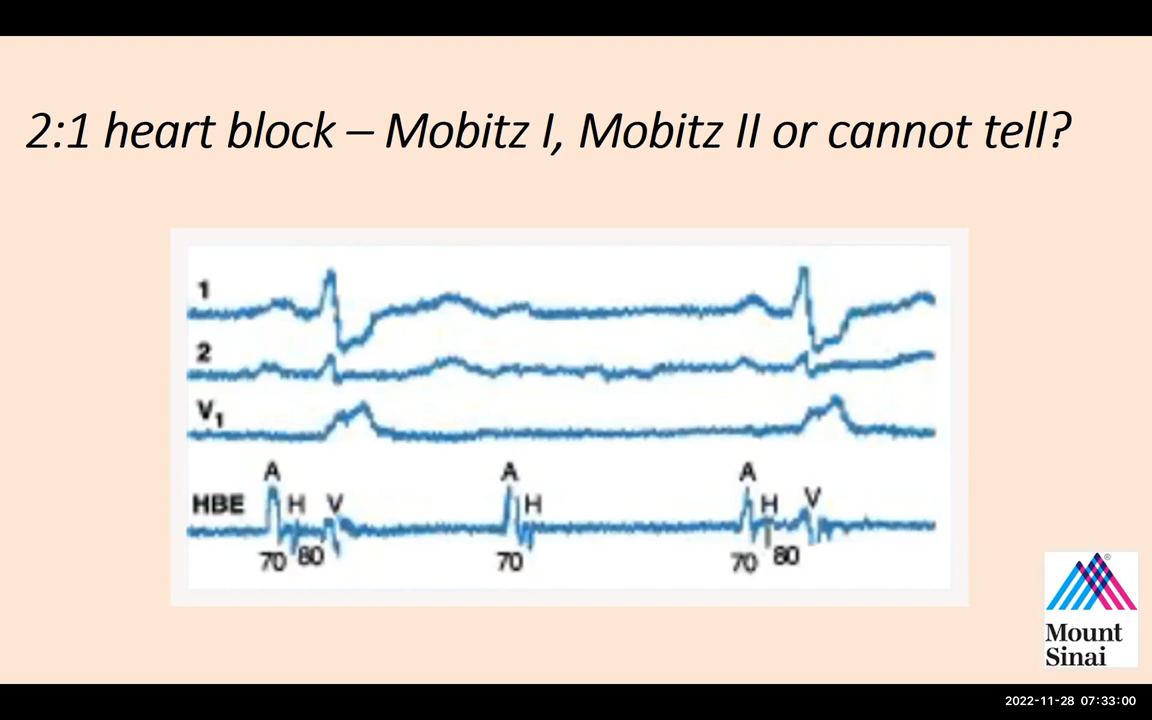 2:1 heart block – Mobitz I, Mobitz II or cannot tell?
1
2
V1
A A A
HBE H V H H V
70 80 70 70 80
Mount
Sinai
®
2022-11-28 07:33:00